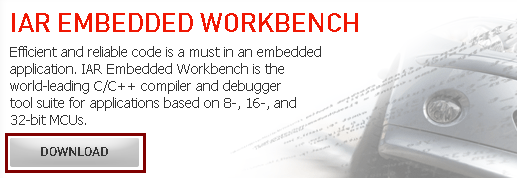 IAR EMBEDDED WORKBENCH
Efficient and reliable code is a must in an embedded
application. IAR Embedded Workbench is the
world-leading C/C++ compiler and debugger
tool suite for applications based on 8-, 16-, and
32-bit MCUs.
DOWNLOAD